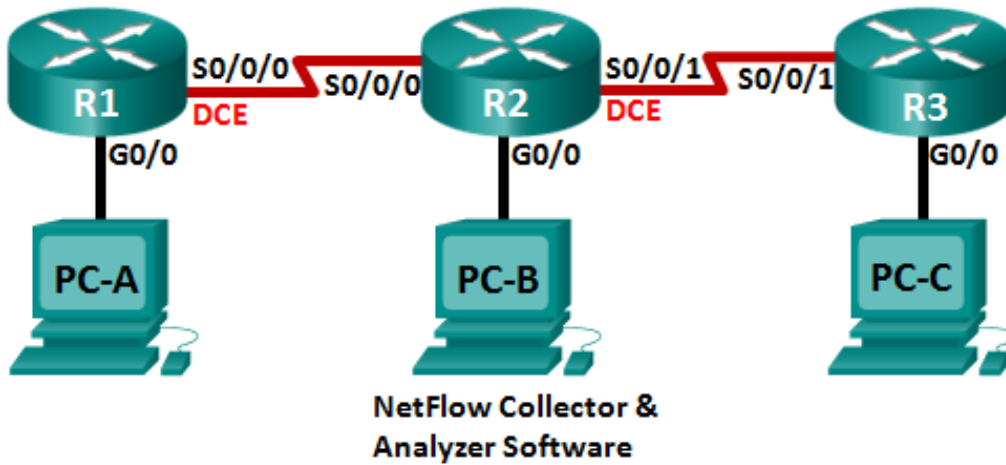 R1
S0/0/0
DCE
S0/0/0
R2
S0/0/1
DCE
S0/0/1
R3
G0/0
G0/0
G0/0
PC-A
PC-B
PC-C
NetFlow Collector &
Analyzer Software